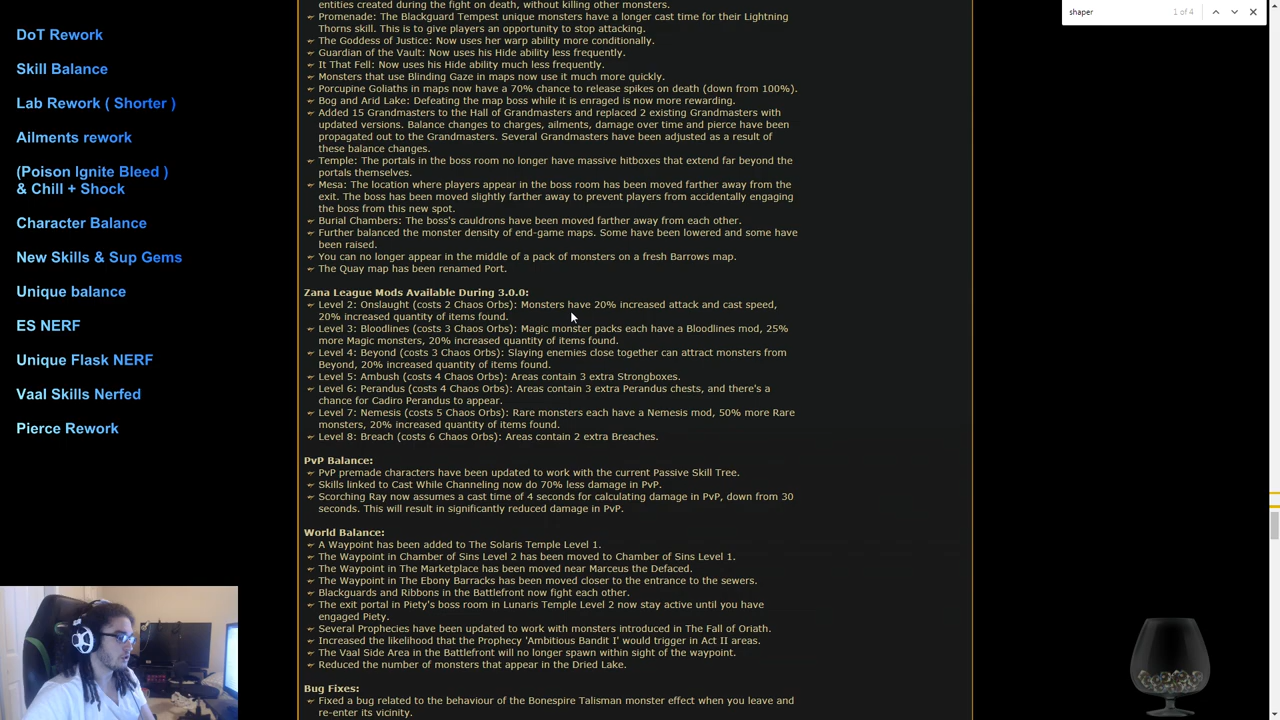 shaper
1 of 4
DoT Rework
Skill Balance
Lab Rework ( Shorter )
Ailments rework
(Poison Ignite Bleed )
& Chill + Shock
Character Balance
New Skills & Sup Gems
Unique balance
ES NERF
Unique Flask NERF
Vaal Skills Nerfed
Pierce Rework
entities created during the fight on death, without killing other monsters.
Promenade: The Blackguard Tempest unique monsters have a longer cast time for their Lightning
Thorns skill. This is to give players an opportunity to stop attacking.
The Goddess of Justice: Now uses her warp ability more conditionally.
Guardian of the Vault: Now uses his Hide ability less frequently.
It That Fell: Now uses his Hide ability much less frequently.
Monsters that use Blinding Gaze in maps now use it much more quickly.
Porcupine Goliaths in maps now have a 70% chance to release spikes on death (down from 100%).
Bog and Arid Lake: Defeating the map boss while it is enraged is now more rewarding.
Added 15 Grandmasters to the Hall of Grandmasters and replaced 2 existing Grandmasters with
updated versions. Balance changes to charges, ailments, damage over time and pierce have been
propagated out to the Grandmasters. Several Grandmasters have been adjusted as a result of
these balance changes.
Temple: The portals in the boss room no longer have massive hitboxes that extend far beyond the
portals themselves.
Mesa: The location where players appear in the boss room has been moved farther away from the
exit. The boss has been moved slightly farther away to prevent players from accidentally engaging
the boss from this new spot.
Burial Chambers: The boss's cauldrons have been moved farther away from each other.
Further balanced the monster density of end-game maps. Some have been lowered and some have
been raised.
You can no longer appear in the middle of a pack of monsters on a fresh Barrows map.
The Quay map has been renamed Port.
Zana League Mods Available During 3.0.0:
Level 2: Onslaught (costs 2 Chaos Orbs): Monsters have 20% increased attack and cast speed,
20% increased quantity of items found.
Level 3: Bloodlines (costs 3 Chaos Orbs): Magic monster packs each have a Bloodlines mod, 25%
more Magic monsters, 20% increased quantity of items found.
Level 4: Beyond (costs 3 Chaos Orbs): Slaying enemies close together can attract monsters from
Beyond, 20% increased quantity of items found.
Level 5: Ambush (costs 4 Chaos Orbs): Areas contain 3 extra Strongboxes.
Level 6: Perandus (costs 4 Chaos Orbs): Areas contain 3 extra Perandus chests, and there's a
chance for Cadiro Perandus to appear.
Level 7: Nemesis (costs 5 Chaos Orbs): Rare monsters each have a Nemesis mod, 50% more Rare
monsters, 20% increased quantity of items found.
Level 8: Breach (costs 6 Chaos Orbs): Areas contain 2 extra Breaches.
PvP Balance:
PvP premade characters have been updated to work with the current Passive Skill Tree.
Skills linked to Cast While Channeling now do 70% less damage in PvP.
Scorching Ray now assumes a cast time of 4 seconds for calculating damage in PvP, down from 30
seconds. This will result in significantly reduced damage in PvP.
World Balance:
A Waypoint has been added to The Solaris Temple Level 1.
The Waypoint in Chamber of Sins Level 2 has been moved to Chamber of Sins Level 1.
The Waypoint in The Marketplace has been moved near Marceus the Defaced.
The Waypoint in The Ebony Barracks has been moved closer to the entrance to the sewers.
Blackguards and Ribbons in the Battlefront now fight each other.
The exit portal in Piety's boss room in Lunaris Temple Level 2 now stay active until you have
engaged Piety.
Several Prophecies have been updated to work with monsters introduced in The Fall of Oriath.
Increased the likelihood that the Prophecy 'Ambitious Bandit I' would trigger in Act II areas.
The Vaal Side Area in the Battlefront will no longer spawn within sight of the waypoint.
Reduced the number of monsters that appear in the Dried Lake.
Bug Fixes:
Fixed a bug related to the behaviour of the Bonespire Talisman monster effect when you leave and
re-enter its vicinity.